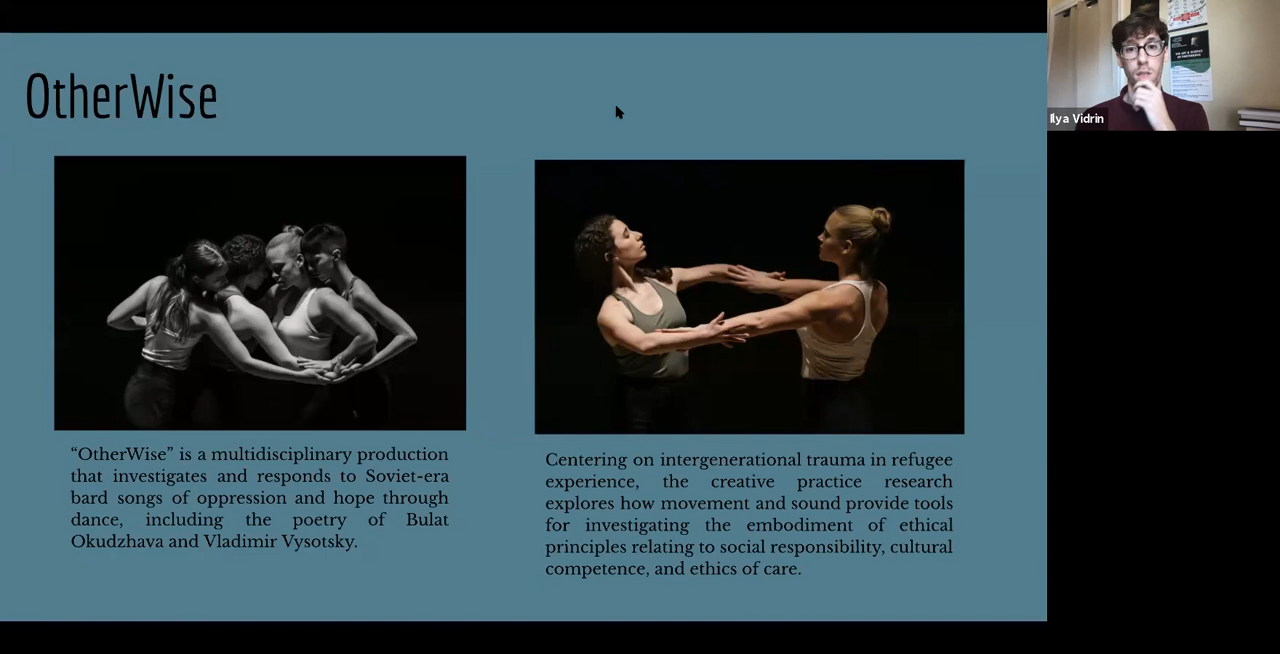 OtherWise
“OtherWise” is a multidisciplinary production
that investigates and responds to Soviet-era
bard songs of oppression and hope through
dance, including the poetry of Bulat
Okudzhava and Vladimir Vysotsky.
Centering on intergenerational trauma in refugee
experience, the creative practice research
explores how movement and sound provide tools
for investigating the embodiment of ethical
principles relating to social responsibility, cultural
competence, and ethics of care.
Ilya Vidrin